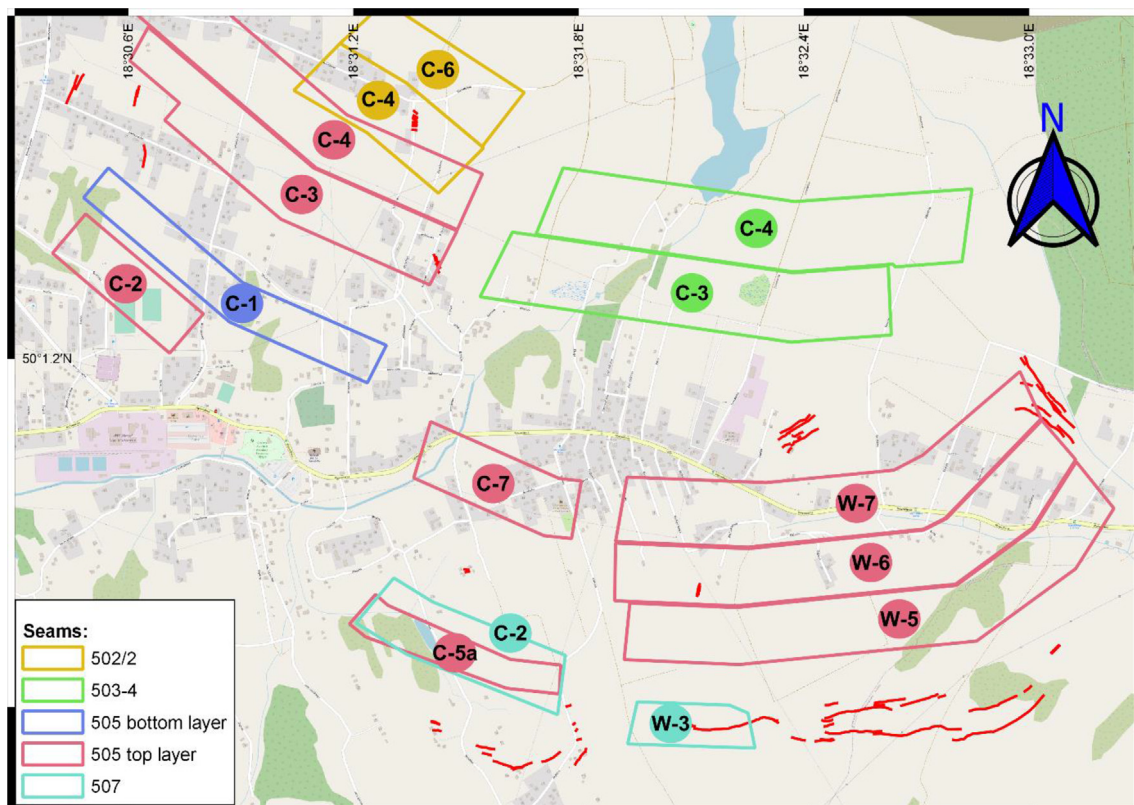 18°30.6'E
18°31.2'E
18°31.8'E
18°32.4'E
18°33.0'E
N
C-6
C-4
C-4
C-3
C-4
C-2
C-1
C-3
50°1.2'N
C-7
W-7
W-6
W-5
C-2
C-5a
W-3
Seams:
502/2
503-4
505 bottom layer
505 top layer
507